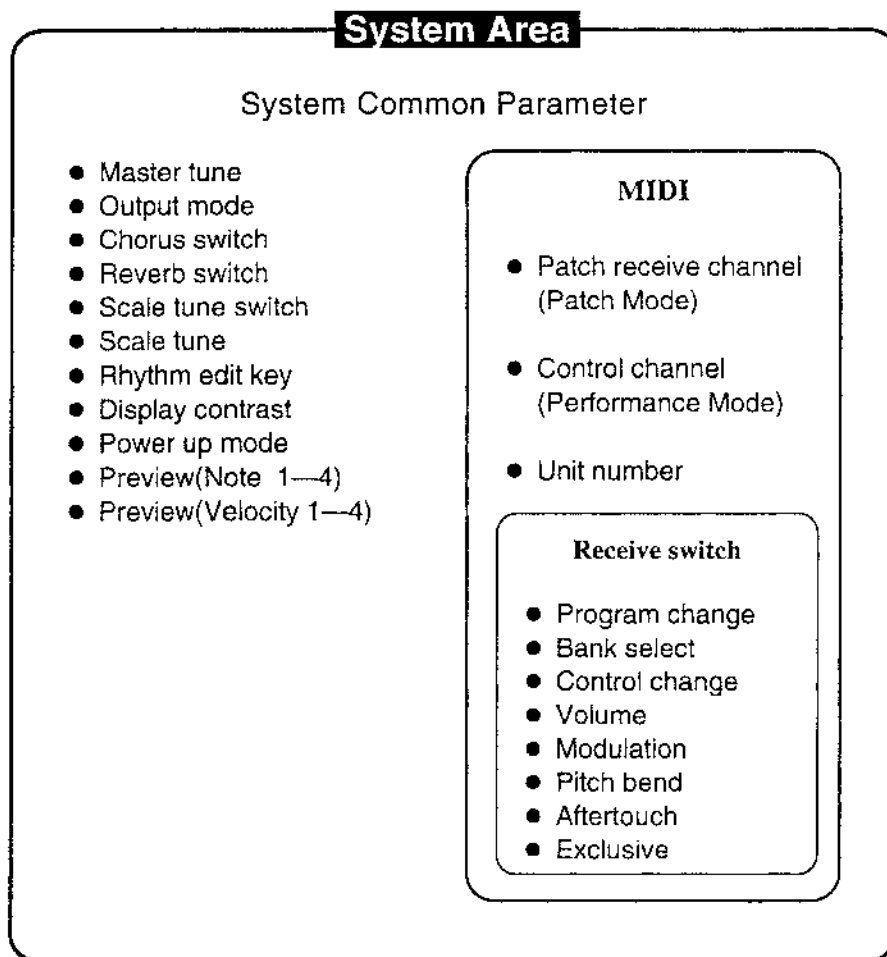 System Area
System Common Parameter
● Master tune
● Output mode
● Chorus switch
● Reverb switch
● Scale tune switch
● Scale tune
● Rhythm edit key
● Display contrast
● Power up mode
● Preview(Note 1—4)
● Preview(Velocity 1—4)
MIDI
● Patch receive channel
(Patch Mode)
● Control channel
(Performance Mode)
● Unit number
Receive switch
● Program change
● Bank select
● Control change
● Volume
● Modulation
● Pitch bend
● Aftertouch
● Exclusive